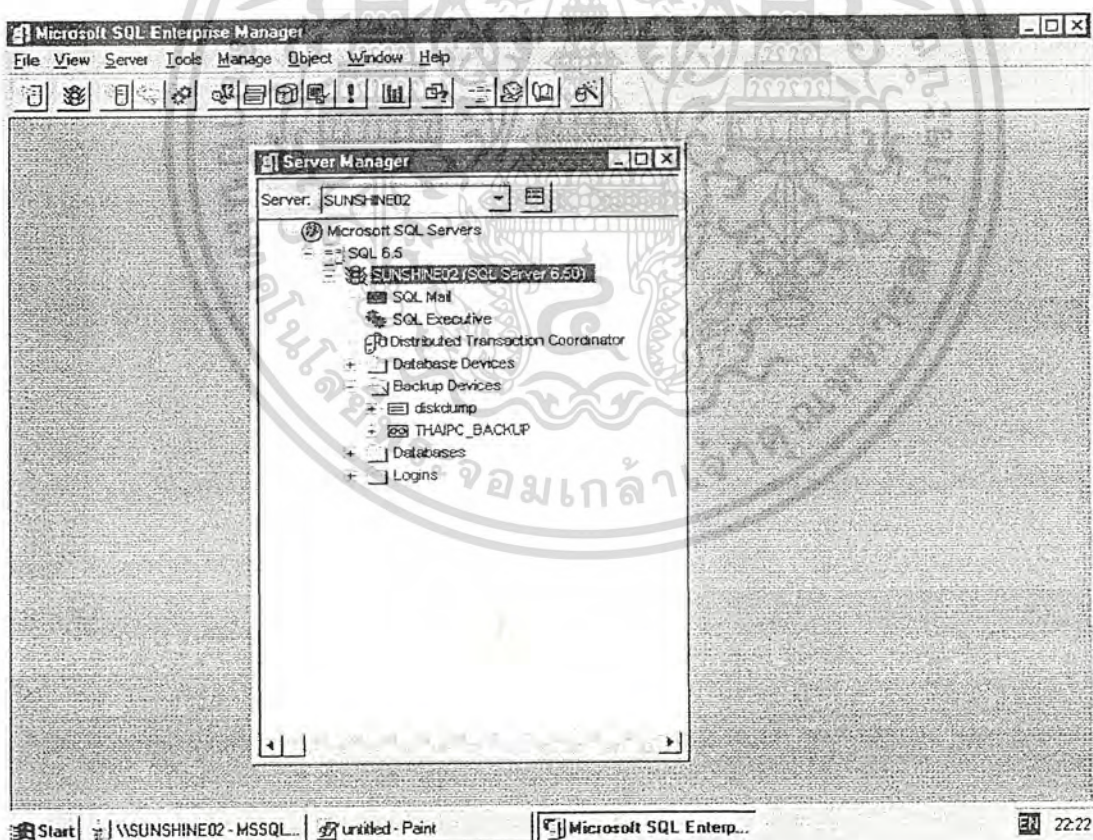 Microsoft SQL Enterprise Manager
File View Server Tools Manage Object Window Help
Server Manager
Server: SUNSHINE02
Microsoft SQL Servers
SQL 6.5
SUNSHINE02 (SQL Server 6.50)
SQL Mail
SQL Executive
Distributed Transaction Coordinator
Database Devices
Backup Devices
diskdump
THAIPC_BACKUP
Databases
Logins
Start \\SUNSHINE02 - MSSQL... untitled - Paint Microsoft SQL Enterp... EN 22:22